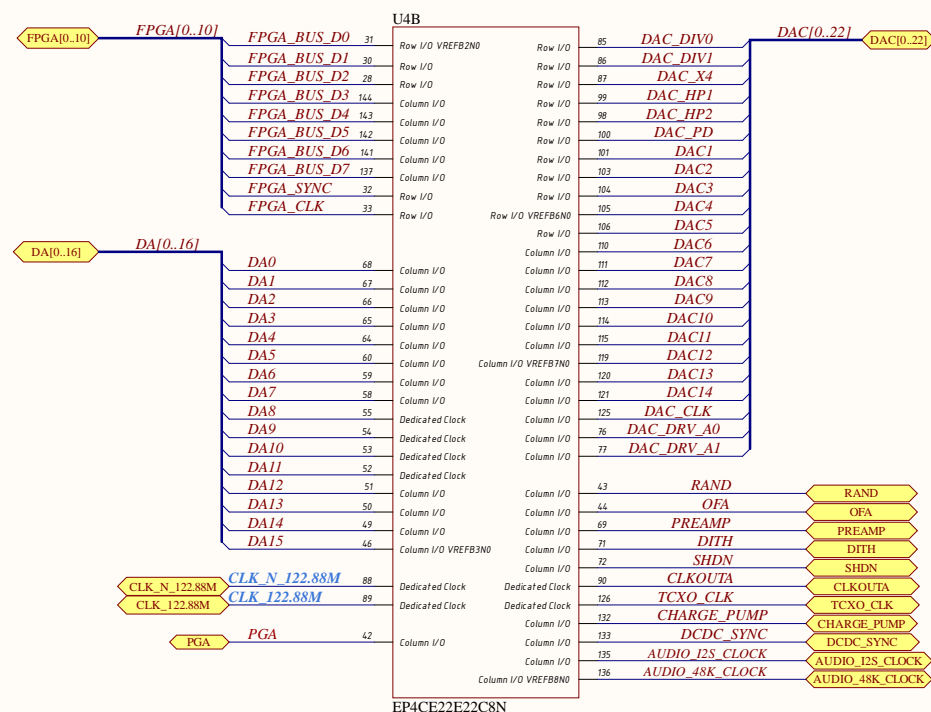 U4B
FPGA[0..10] FPGA[0..10] DAC[0..22] DAC[0..22]
FPGA_BUS_D0 31 Row I/O VREFB2N0 Row I/O 85 DAC_DIV0
FPGA_BUS_D1 30 Row I/O Row I/O 86 DAC_DIV1
FPGA_BUS_D2 28 Row I/O Row I/O 87 DAC_X4
FPGA_BUS_D3 144 Column I/O Row I/O 99 DAC_HP1
FPGA_BUS_D4 143 Column I/O Row I/O 98 DAC_HP2
FPGA_BUS_D5 142 Column I/O Row I/O 100 DAC_PD
FPGA_BUS_D6 141 Column I/O Row I/O 101 DAC1
FPGA_BUS_D7 137 Column I/O Row I/O 103 DAC2
FPGA_SYNC 32 Row I/O Row I/O 104 DAC3
FPGA_CLK 33 Row I/O Row I/O VREFB6N0 105 DAC4
Row I/O 106 DAC5
DA[0..16] DA[0..16] Column I/O 110 DAC6
DA0 68 Column I/O Column I/O 111 DAC7
DA1 67 Column I/O Column I/O 112 DAC8
DA2 66 Column I/O Column I/O 113 DAC9
DA3 65 Column I/O Column I/O 114 DAC10
DA4 64 Column I/O Column I/O 115 DAC11
DA5 60 Column I/O Column I/O VREFB7N0 119 DAC12
DA6 59 Column I/O Column I/O 120 DAC13
DA7 58 Column I/O Column I/O 121 DAC14
DA8 55 Dedicated Clock Column I/O 125 DAC_CLK
DA9 54 Dedicated Clock Column I/O 76 DAC_DRV_A0
DA10 53 Dedicated Clock Column I/O 77 DAC_DRV_A1
DA11 52 Dedicated Clock
DA12 51 Column I/O Column I/O 43 RAND RAND
DA13 50 Column I/O Column I/O 44 OFA OFA
DA14 49 Column I/O Column I/O 69 PREAMP PREAMP
DA15 46 Column I/O VREFB3N0 Column I/O 71 DITH DITH
Column I/O 72 SHDN SHDN
CLK_N_122.88M CLK_N_122.88M 88 Dedicated Clock Dedicated Clock 90 CLKOUTA CLKOUTA
CLK_122.88M CLK_122.88M 89 Dedicated Clock Dedicated Clock 126 TCXO_CLK TCXO_CLK
Column I/O 132 CHARGE_PUMP CHARGE_PUMP
PGA PGA 42 Column I/O Column I/O 133 DCDC_SYNC DCDC_SYNC
Column I/O 135 AUDIO_I2S_CLOCK AUDIO_I2S_CLOCK
Column I/O VREFB8N0 136 AUDIO_48K_CLOCK AUDIO_48K_CLOCK
EP4CE22E22C8N